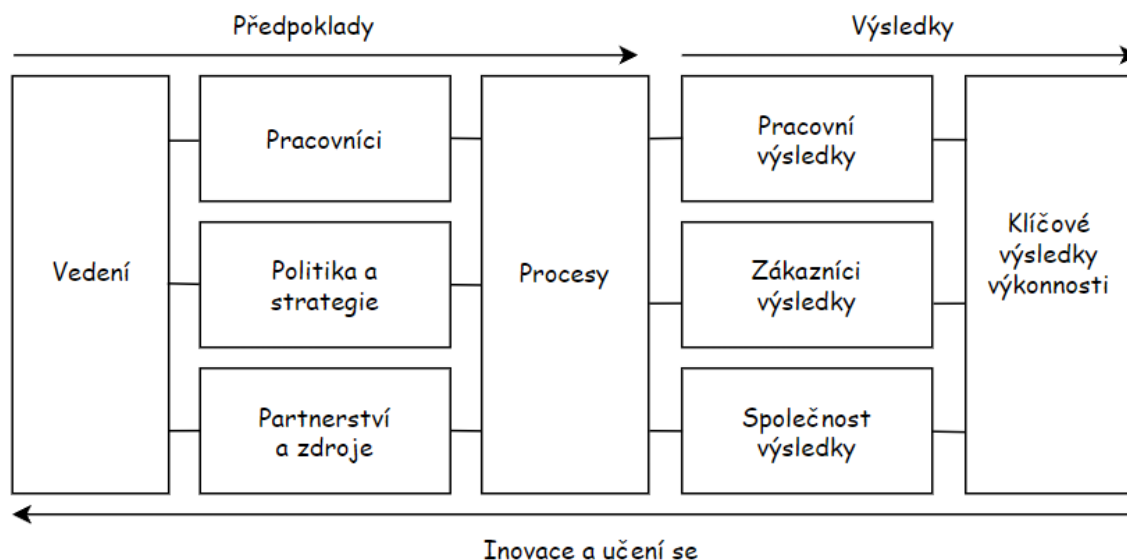 Předpoklady
Výsledky
Vedení
Pracovníci
Politika a
strategie
Partnerství
a zdroje
Procesy
Pracovní
výsledky
Zákazníci
výsledky
Společnost
výsledky
Klíčové
výsledky
výkonnosti
Inovace a učení se